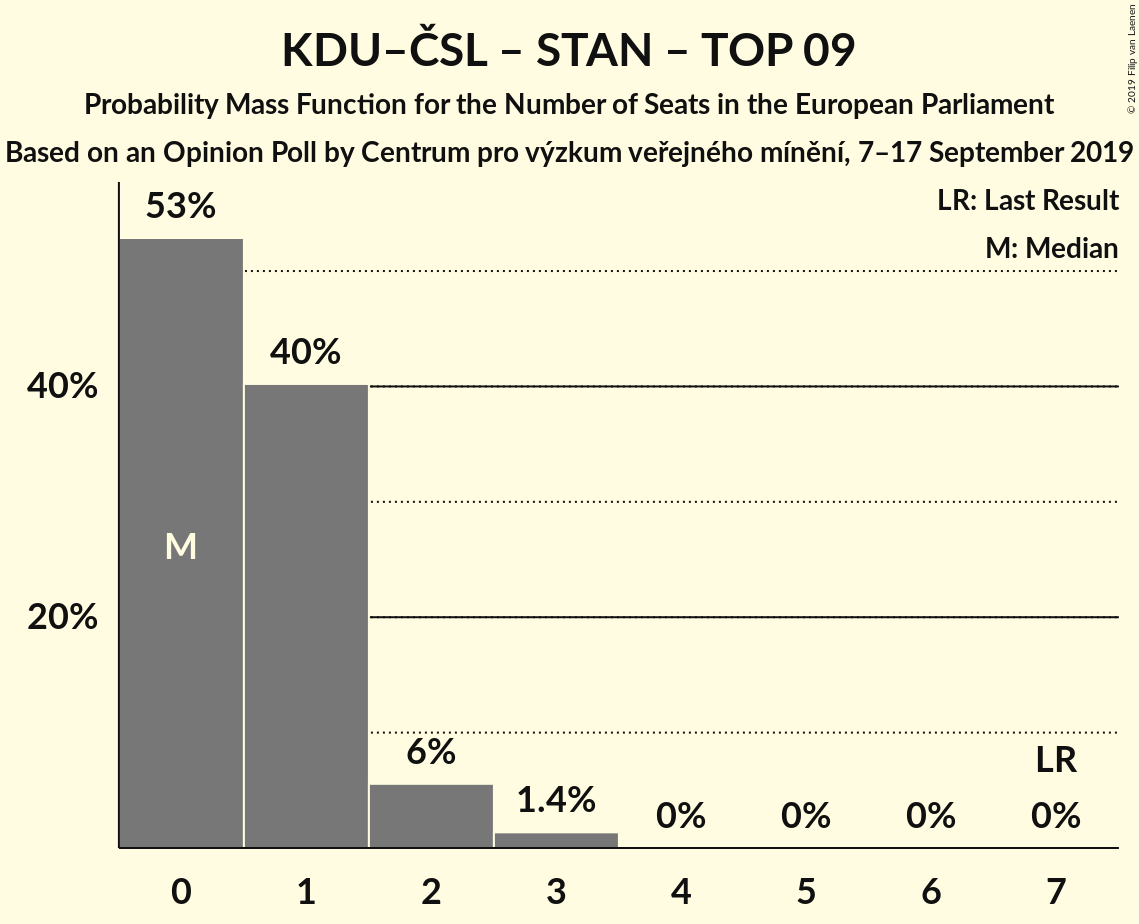 KDU–ČSL – STAN – TOP 09
Probability Mass Function for the Number of Seats in the European Parliament
Based on an Opinion Poll by Centrum pro výzkum veřejného mínění, 7–17 September 2019
© 2019 Filip van Laenen
LR: Last Result
M: Median
53%
40%
40%
M
20%
6%
1.4%
0%
0%
0%
LR
0%
0 1 2 3 4 5 6 7